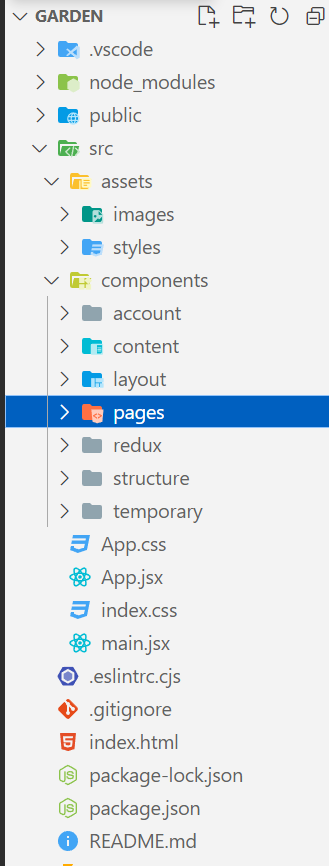 GARDEN
.vscode
node_modules
public
src
assets
images
styles
components
account
content
layout
pages
redux
structure
temporary
App.css
App.jsx
index.css
main.jsx
.eslintrc.cjs
.gitignore
index.html
package-lock.json
package.json
README.md